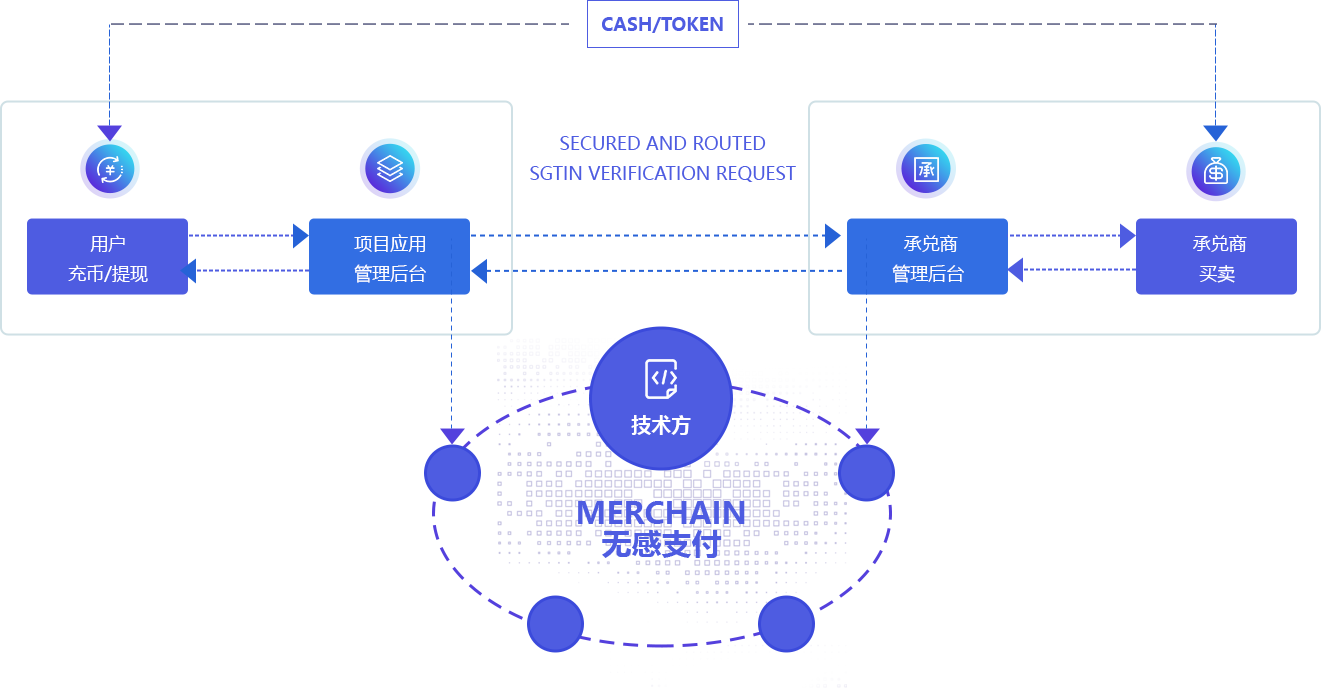 CASH/TOKEN
SECURED AND ROUTED
SGTIN VERIFICATION REQUEST
¥
承
$
用户
充币/提现
项目应用
管理后台
承兑商
管理后台
承兑商
买卖
</>
技术方
MERCHAIN
无感支付